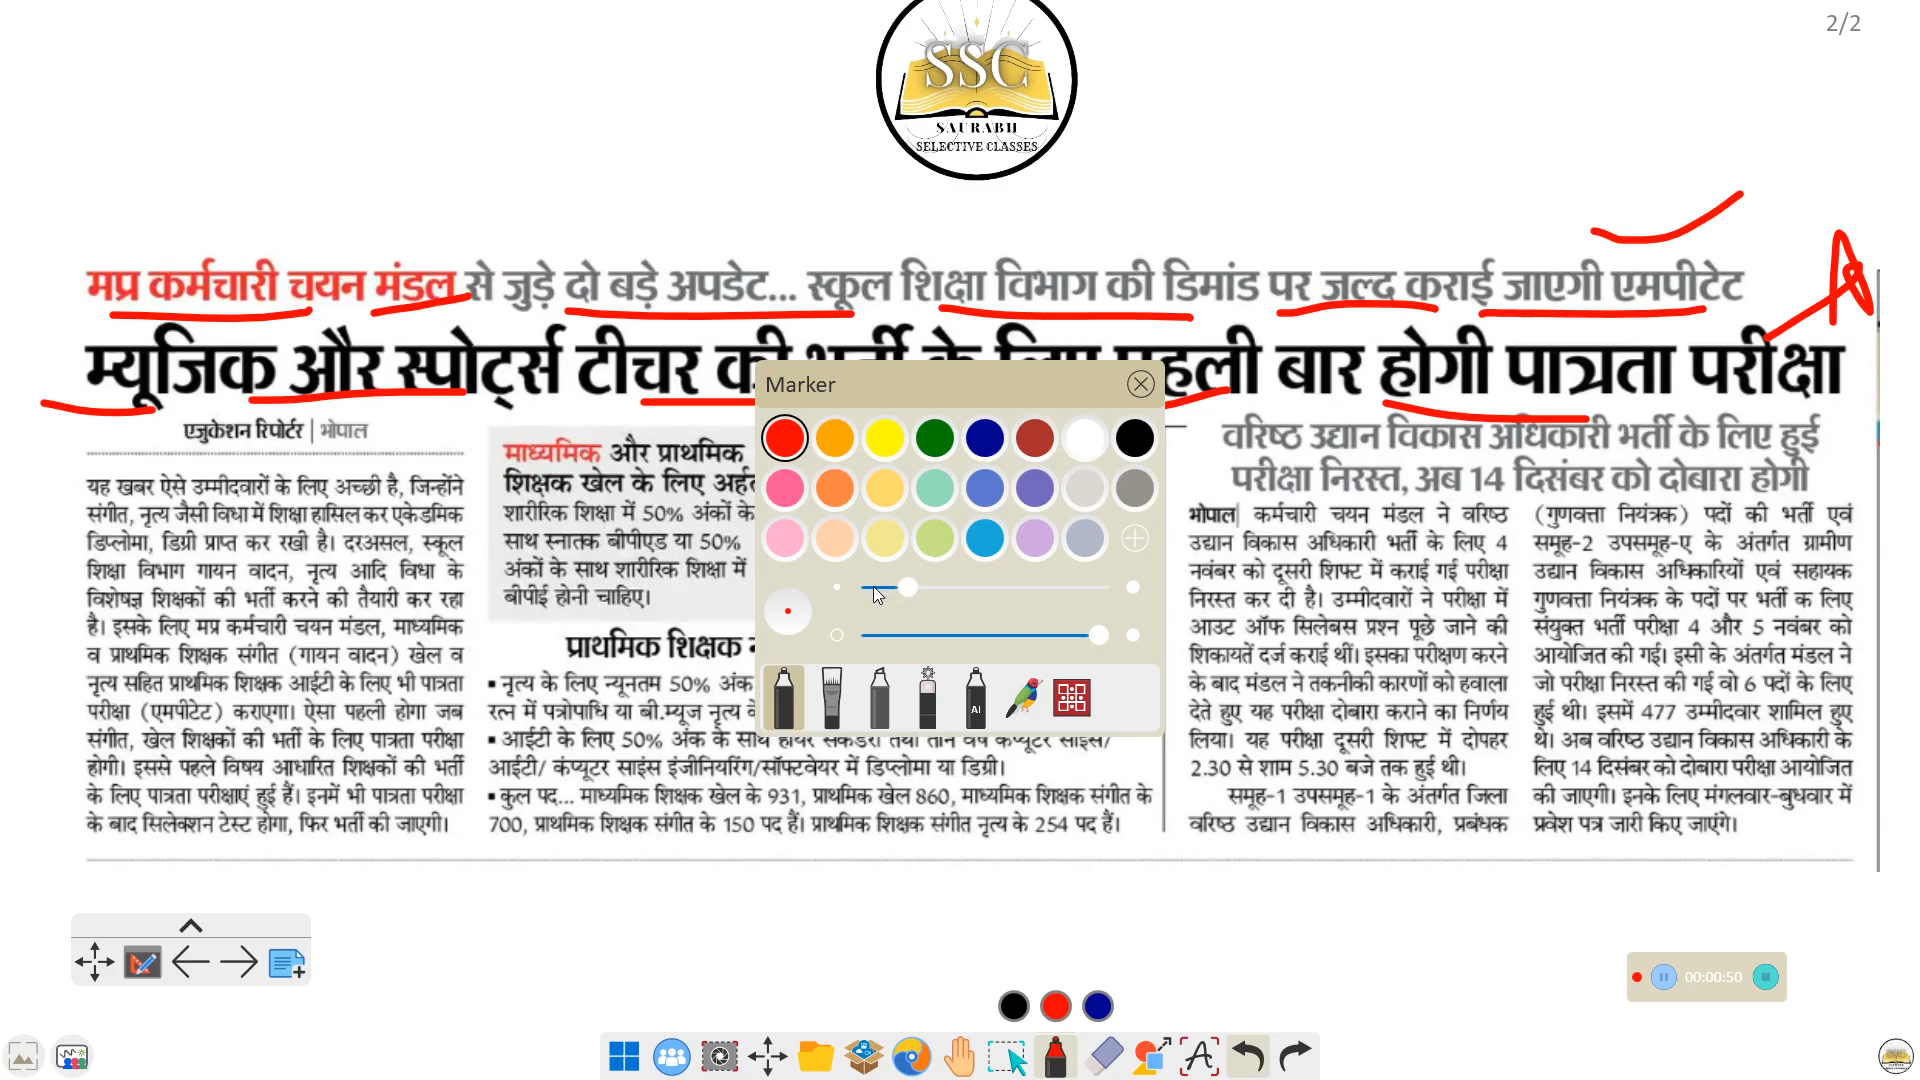 2/2
SSC
SAURABH
SELECTIVE CLASSES
मप्र कर्मचारी चयन मंडल से जुड़े दो बड़े अपडेट... स्कूल शिक्षा विभाग की डिमांड पर जल्द कराई जाएगी एमपीटेट
म्यूजिक और स्पोर्ट्स टीचर की भर्ती के लिए पहली बार होगी पात्रता परीक्षा
A
एजुकेशन रिपोर्टर | भोपाल
यह खबर ऐसे उम्मीदवारों के लिए अच्छी है, जिन्होंने
संगीत, नृत्य जैसी विधा में शिक्षा हासिल कर एकेडमिक
डिप्लोमा, डिग्री प्राप्त कर रखी है। दरअसल, स्कूल
शिक्षा विभाग गायन वादन, नृत्य आदि विधा के
विशेषज्ञ शिक्षकों की भर्ती करने की तैयारी कर रहा
है। इसके लिए मप्र कर्मचारी चयन मंडल, माध्यमिक
व प्राथमिक शिक्षक संगीत (गायन वादन) खेल व
नृत्य सहित प्राथमिक शिक्षक आईटी के लिए भी पात्रता
परीक्षा (एमपीटेट) कराएगा। ऐसा पहली होगा जब
संगीत, खेल शिक्षकों की भर्ती के लिए पात्रता परीक्षा
होगी। इससे पहले विषय आधारित शिक्षकों की भर्ती
के लिए पात्रता परीक्षाएं हुई हैं। इनमें भी पात्रता परीक्षा
के बाद सिलेक्शन टेस्ट होगा, फिर भर्ती की जाएगी।
माध्यमिक और प्राथमिक
शिक्षक खेल के लिए
शारीरिक शिक्षा में 50% अंकों के
साथ स्नातक बीपीएड या 50%
अंकों के साथ शारीरिक शिक्षा में
बीपीई होनी चाहिए।
प्राथमिक शिक्षक
▪ नृत्य के लिए न्यूनतम 50% अंक
रत्न में पत्रोपाधि या बी.म्यूज नृत्य
▪ आईटी के लिए 50% अंक के साथ हायर सेकंडरी तथा तीन वर्ष कंप्यूटर साइंस/
आईटी/ कंप्यूटर साइंस इंजीनियरिंग/सॉफ्टवेयर में डिप्लोमा या डिग्री।
▪ कुल पद... माध्यमिक शिक्षक खेल के 931, प्राथमिक खेल 860, माध्यमिक शिक्षक संगीत के
700, प्राथमिक शिक्षक संगीत के 150 पद हैं। प्राथमिक शिक्षक संगीत नृत्य के 254 पद हैं।
Marker
AI
वरिष्ठ उद्यान विकास अधिकारी भर्ती के लिए हुई
परीक्षा निरस्त, अब 14 दिसंबर को दोबारा होगी
भोपाल| कर्मचारी चयन मंडल ने वरिष्ठ
उद्यान विकास अधिकारी भर्ती के लिए 4
नवंबर को दूसरी शिफ्ट में कराई गई परीक्षा
निरस्त कर दी है। उम्मीदवारों ने परीक्षा में
आउट ऑफ सिलेबस प्रश्न पूछे जाने की
शिकायतें दर्ज कराई थीं। इसका परीक्षण करने
के बाद मंडल ने तकनीकी कारणों को हवाला
देते हुए यह परीक्षा दोबारा कराने का निर्णय
लिया। यह परीक्षा दूसरी शिफ्ट में दोपहर
2.30 से शाम 5.30 बजे तक हुई थी।
समूह-1 उपसमूह-1 के अंतर्गत जिला
वरिष्ठ उद्यान विकास अधिकारी, प्रबंधक
(गुणवत्ता नियंत्रक) पदों की भर्ती एवं
समूह-2 उपसमूह-ए के अंतर्गत ग्रामीण
उद्यान विकास अधिकारियों एवं सहायक
गुणवत्ता नियंत्रक के पदों पर भर्ती क लिए
संयुक्त भर्ती परीक्षा 4 और 5 नवंबर को
आयोजित की गई। इसी के अंतर्गत मंडल ने
जो परीक्षा निरस्त की गई वो 6 पदों के लिए
हुई थी। इसमें 477 उम्मीदवार शामिल हुए
थे। अब वरिष्ठ उद्यान विकास अधिकारी के
लिए 14 दिसंबर को दोबारा परीक्षा आयोजित
की जाएगी। इनके लिए मंगलवार-बुधवार में
प्रवेश पत्र जारी किए जाएंगे।
00:00:50